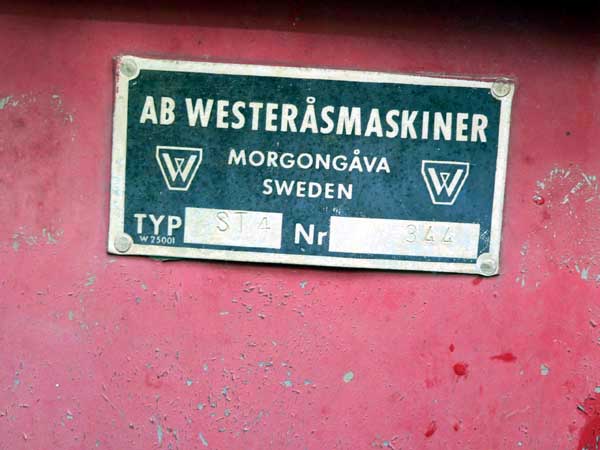 AB WESTERÅSMASKINER
W MORGONGÅVA W
SWEDEN
TYP ST 4 Nr 344
W 25001